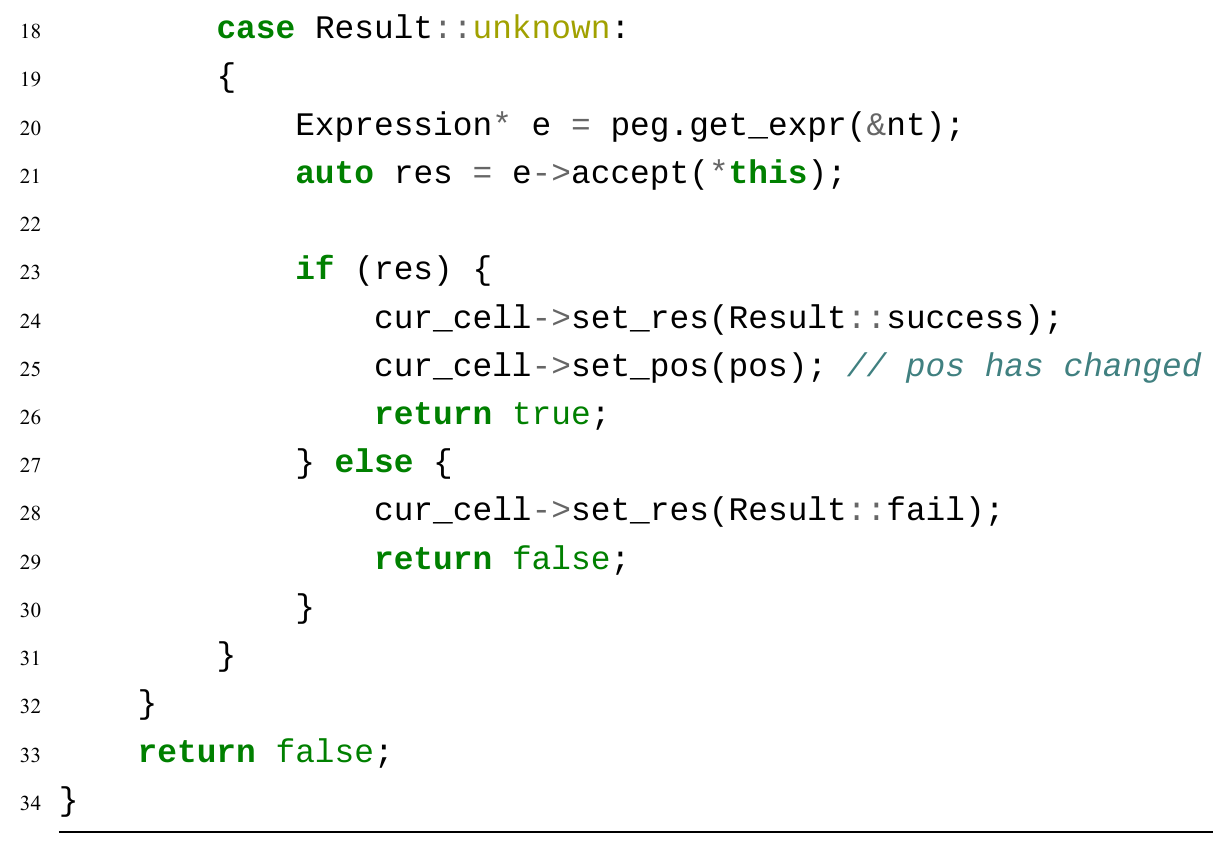 18 case Result::unknown:
19 {
20 Expression* e = peg.get_expr(&nt);
21 auto res = e->accept(*this);
22
23 if (res) {
24 cur_cell->set_res(Result::success);
25 cur_cell->set_pos(pos); // pos has changed
26 return true;
27 } else {
28 cur_cell->set_res(Result::fail);
29 return false;
30 }
31 }
32 }
33 return false;
34 }